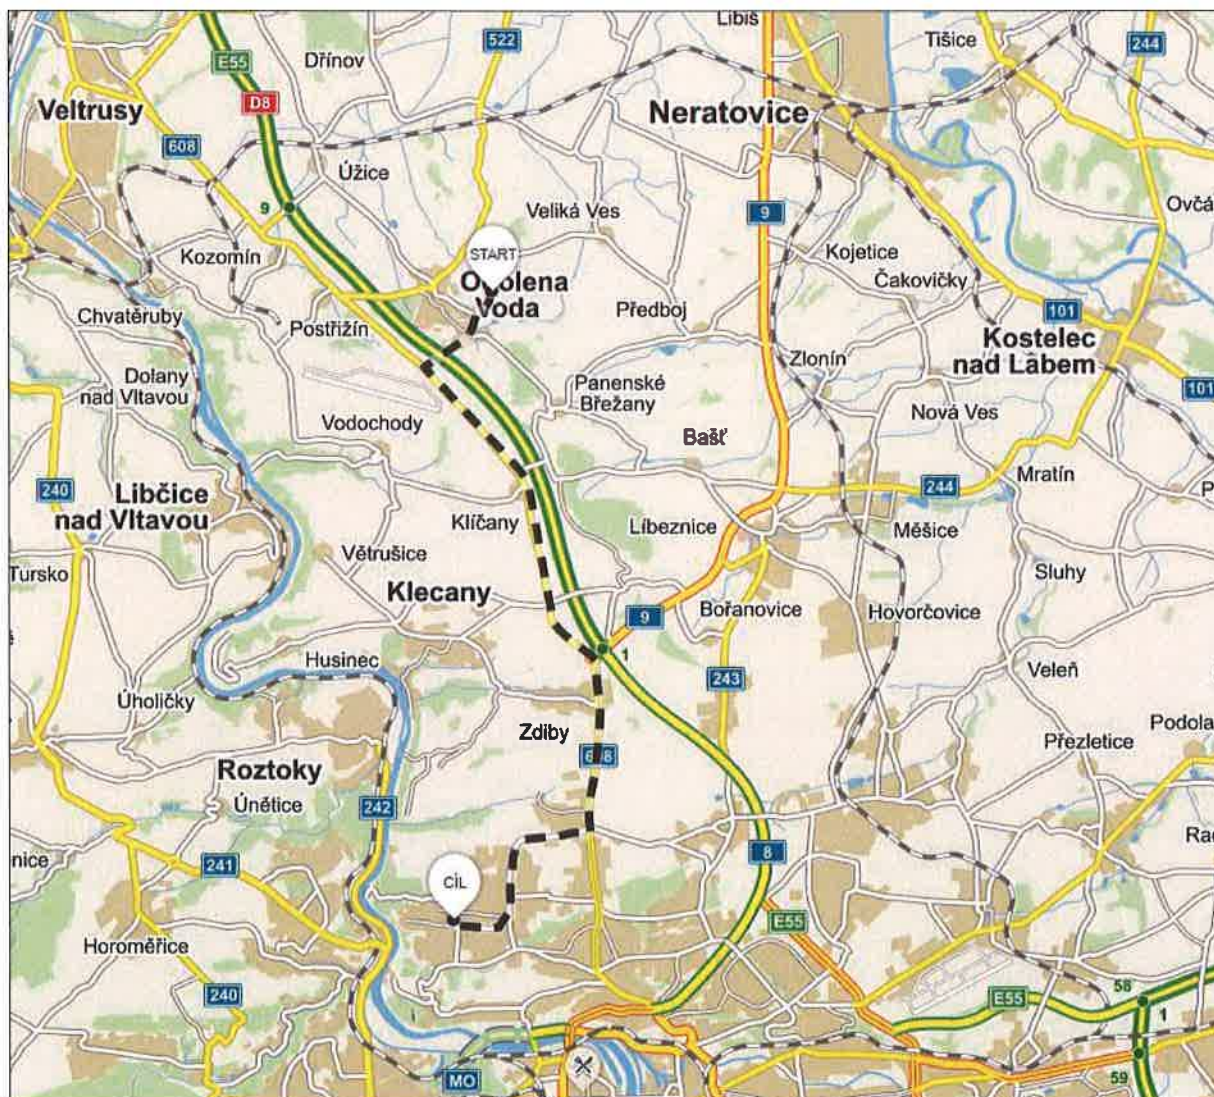 Libiš
522
E55
Dřínov
Tišice
244
D8
Veltrusy
Neratovice
608
Úžice
9
Veliká Ves
9
Ovčá
Kozomín
START
Kojetice
Čakovičky
Voda
Chvatěruby
Postřižín
Předboj
101
Kostelec
nad Labem
Zlonín
Dolany
nad Vltavou
Panenské
Břežany
101
Nová Ves
Vodochody
Bašť
Mratín
240
Libčice
nad Vltavou
244
P
Klíčany
Líbeznice
Měšice
Větrušice
Tursko
Sluhy
Klecany
9
Bořanovice
Hovorčovice
1
Husinec
Veleň
243
Úholičky
Zdiby
608
Podola
Přezletice
Roztoky
Únětice
242
Ra
nice
241
8
CÍL
E55
Horoměřice
240
E55
58
1
MO
59